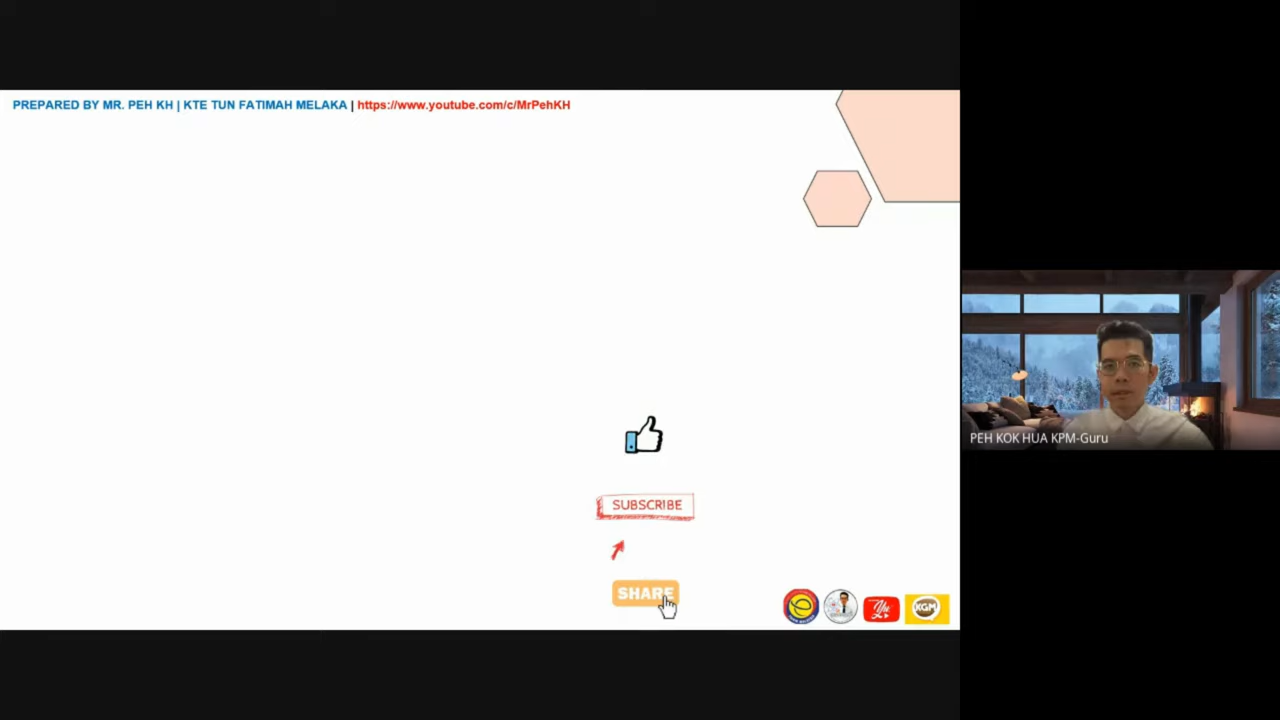 PREPARED BY MR. PEH KH | KTE TUN FATIMAH MELAKA | https://www.youtube.com/c/MrPehKH
SUBSCRIBE
SHARE
KGM
PEH KOK HUA KPM-Guru